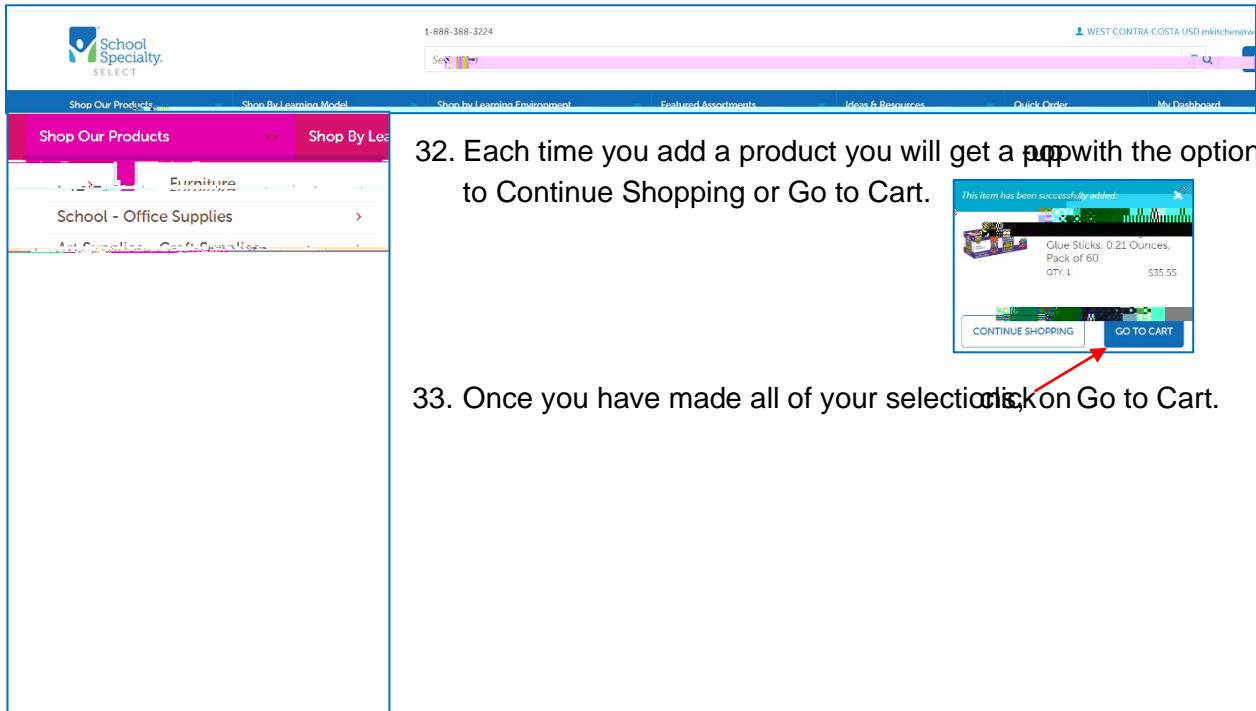 1-888-388-3224
WEST CONTRA COSTA USD mkitchen@w
School
Specialty.
SELECT
Shop Our Products
Shop By Learning Model
Shop by Learning Environment
Featured Assortments
Ideas & Resources
Quick Order
My Dashboard
Shop Our Products
Shop By Lea
Furniture
School - Office Supplies
Art Supplies - Craft Supplies
32. Each time you add a product you will get a pop with the option
to Continue Shopping or Go to Cart.
This item has been successfully added:
Glue Sticks, 0.21 Ounces,
Pack of 60
QTY: 1
$35.55
CONTINUE SHOPPING
GO TO CART
33. Once you have made all of your selections, click on Go to Cart.